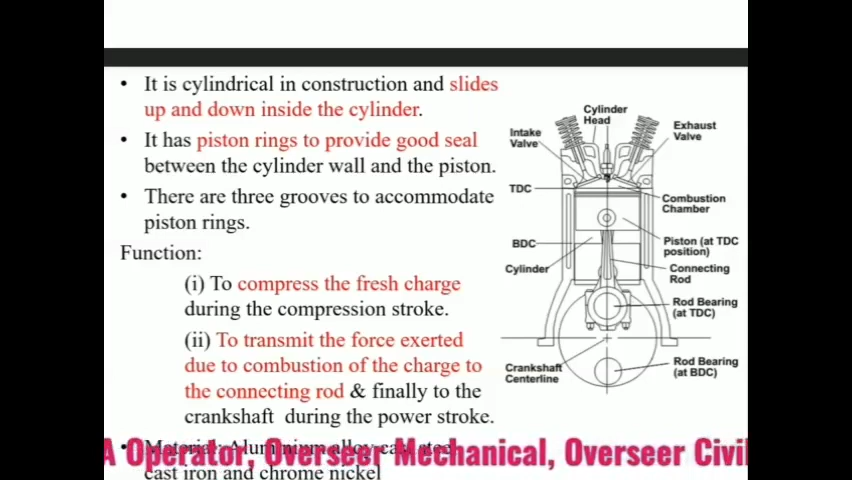 • It is cylindrical in construction and slides
up and down inside the cylinder.
• It has piston rings to provide good seal
between the cylinder wall and the piston.
• There are three grooves to accommodate
piston rings.
Function:
(i) To compress the fresh charge
during the compression stroke.
(ii) To transmit the force exerted
due to combustion of the charge to
the connecting rod & finally to the
crankshaft during the power stroke.
• Material: Aluminium alloy cast
cast iron and chrome nickel
A Operator, Overseer Mechanical, Overseer Civil
Cylinder
Head
Intake
Valve
Exhaust
Valve
TDC
Combustion
Chamber
BDC
Piston (at TDC
position)
Cylinder
Connecting
Rod
Rod Bearing
(at TDC)
Crankshaft
Centerline
Rod Bearing
(at BDC)